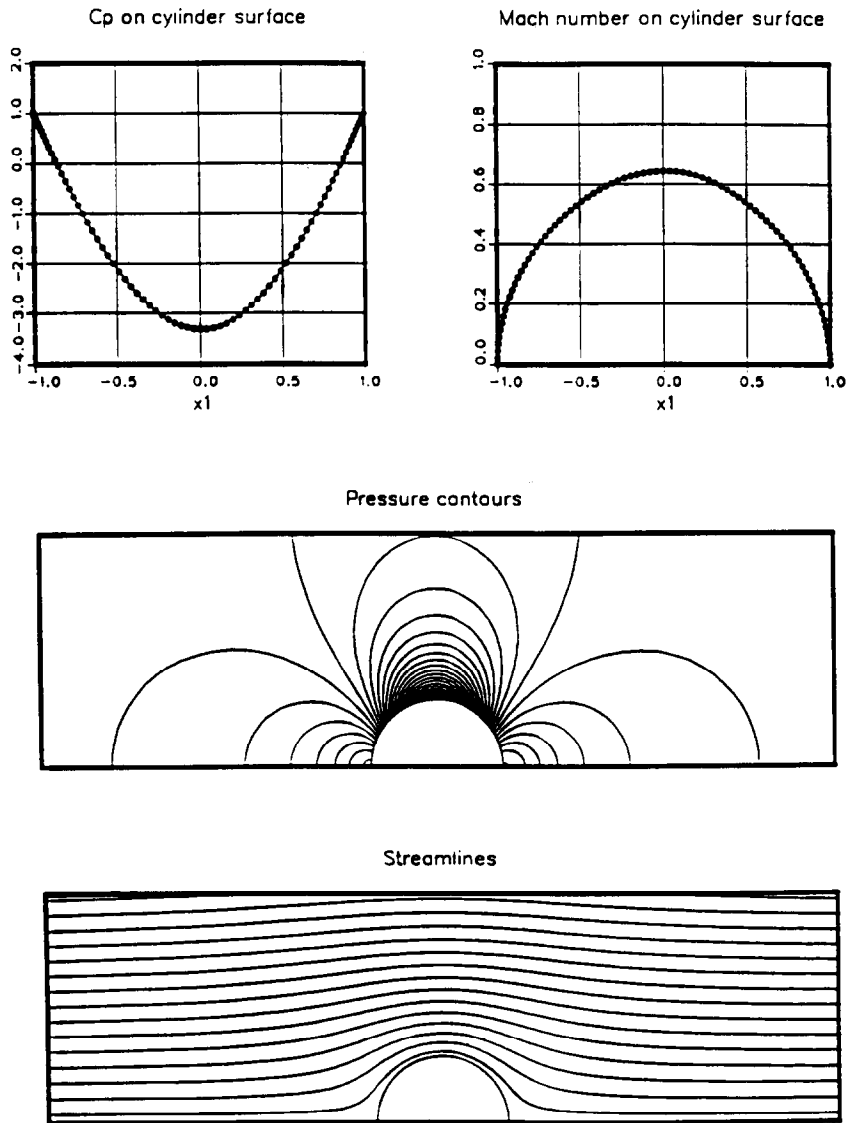 Cp on cylinder surface
2.0
1.0
0.0
-1.0
-2.0
-3.0
-4.0
-1.0 -0.5 0.0 0.5 1.0
x1
Mach number on cylinder surface
1.0
0.8
0.6
0.4
0.2
0.0
-1.0 -0.5 0.0 0.5 1.0
x1
Pressure contours
Streamlines